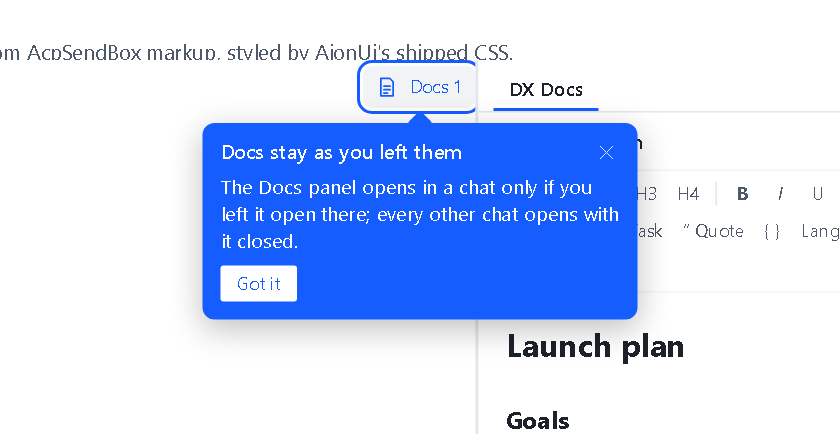 om AcpSendBox markup, styled by AionUi's shipped CSS.
Docs 1
DX Docs
Docs stay as you left them
The Docs panel opens in a chat only if you
left it open there; every other chat opens with
it closed.
Got it
H3 H4 B I U
ask " Quote { } Lang
Launch plan
Goals